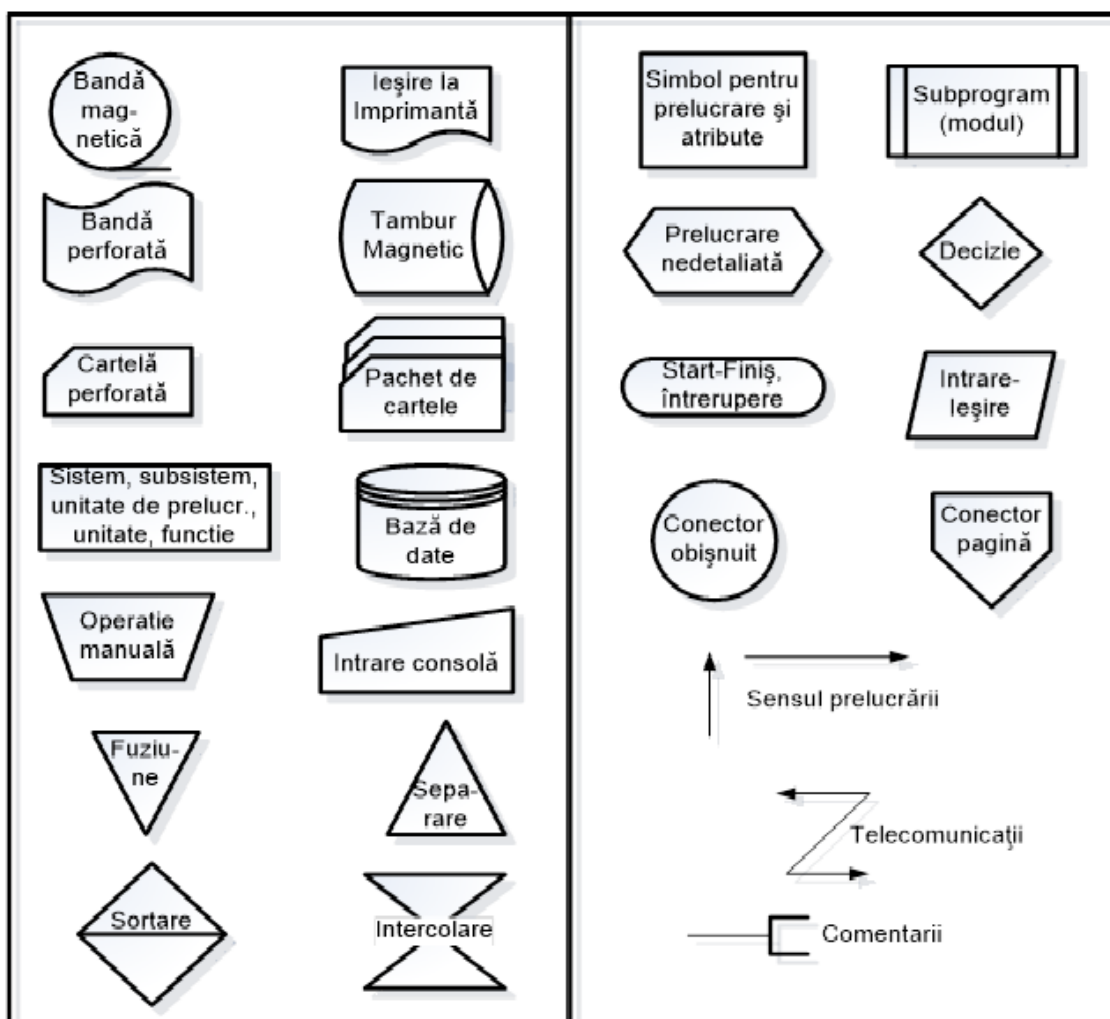 Bandă
mag-
netică
Ieşire la
Imprimantă
Bandă
perforată
Tambur
Magnetic
Cartelă
perforată
Pachet de
cartele
Sistem, subsistem,
unitate de prelucr.,
unitate, functie
Bază de
date
Operatie
manuală
Intrare consolă
Fuziu-
ne
Sepa-
rare
Sortare
Intercolare
Simbol pentru
prelucrare şi
atribute
Subprogram
(modul)
Prelucrare
nedetaliată
Decizie
Start-Finiş,
întrerupere
Intrare-
Ieşire
Conector
obişnuit
Conector
pagină
Sensul prelucrării
Telecomunicaţii
Comentarii